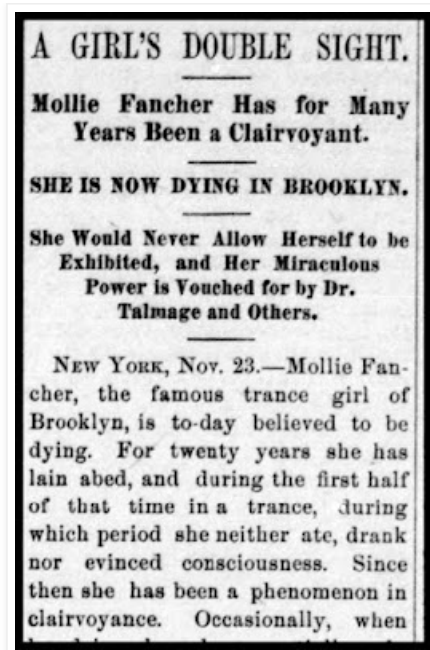 A GIRL'S DOUBLE SIGHT.
Mollie Fancher Has for Many
Years Been a Clairvoyant.
SHE IS NOW DYING IN BROOKLYN.
She Would Never Allow Herself to be
Exhibited, and Her Miraculous
Power is Vouched for by Dr.
Talmage and Others.
NEW YORK, NOV. 23.—Mollie Fan-
cher, the famous trance girl of
Brooklyn, is to-day believed to be
dying. For twenty years she has
lain abed, and during the first half
of that time in a trance, during
which period she neither ate, drank
nor evinced consciousness. Since
then she has been a phenomenon in
clairvoyance. Occasionally, when